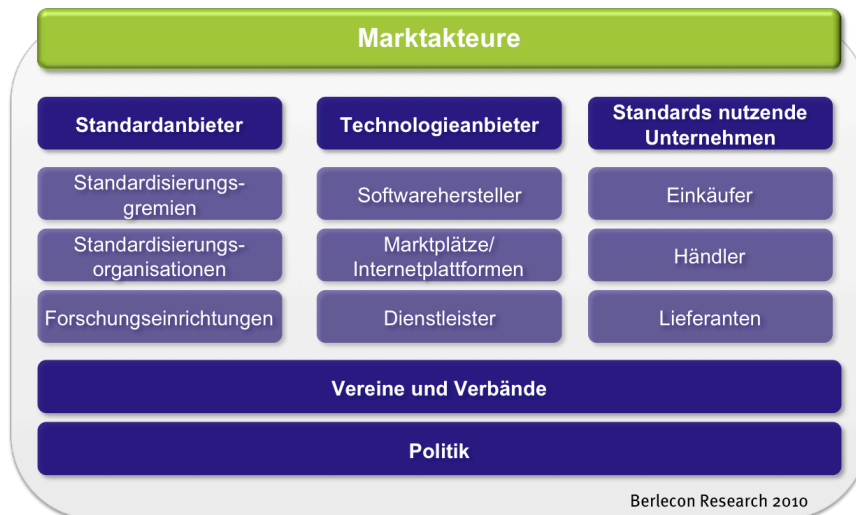 Marktakteure
Standardanbieter
Technologieanbieter
Standards nutzende
Unternehmen
Standardisierungs-
gremien
Softwarehersteller
Einkäufer
Standardisierungs-
organisationen
Marktplätze/
Internetplattformen
Händler
Forschungseinrichtungen
Dienstleister
Lieferanten
Vereine und Verbände
Politik
Berlecon Research 2010